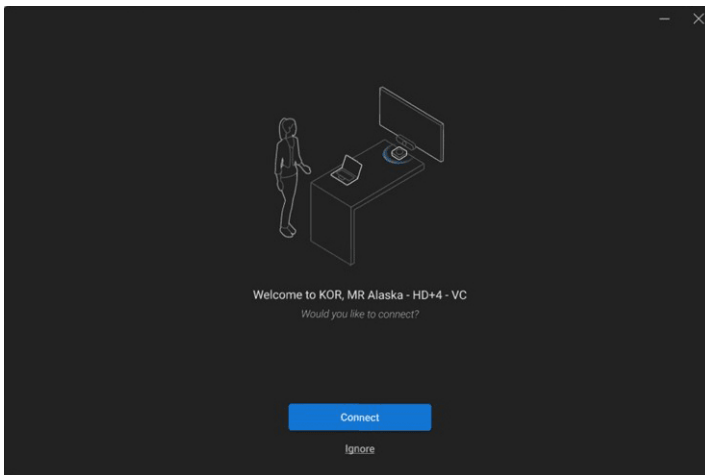 Welcome to KOR, MR Alaska - HD+4 - VC
Would you like to connect?
Connect
Ignore